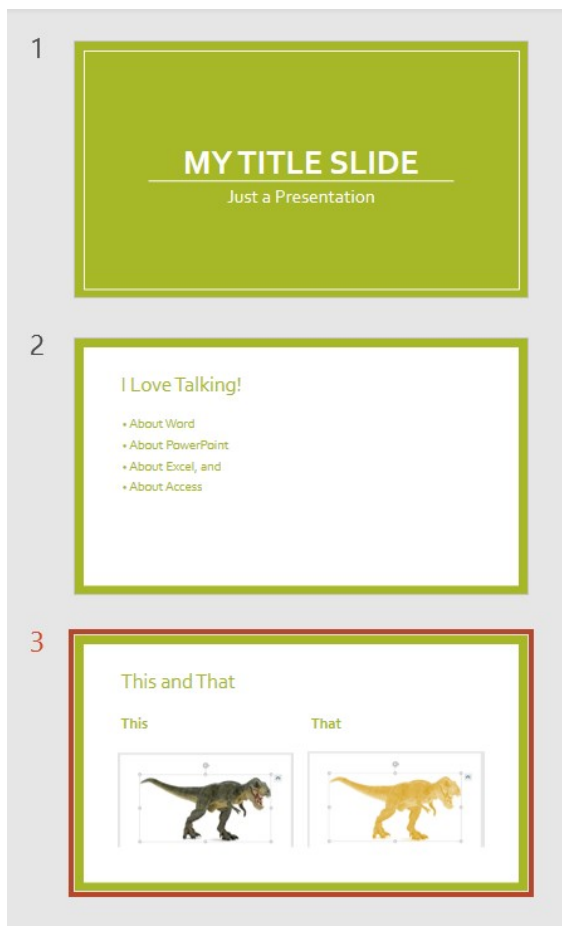 1
MY TITLE SLIDE
Just a Presentation
2
I Love Talking!
• About Word
• About PowerPoint
• About Excel, and
• About Access
3
This and That
This That